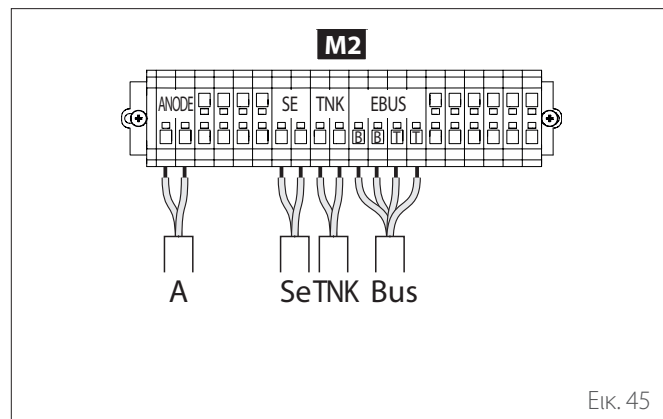 M2
ANODE SE TNK EBUS
B B T T
A Se TNK Bus
Εικ. 45